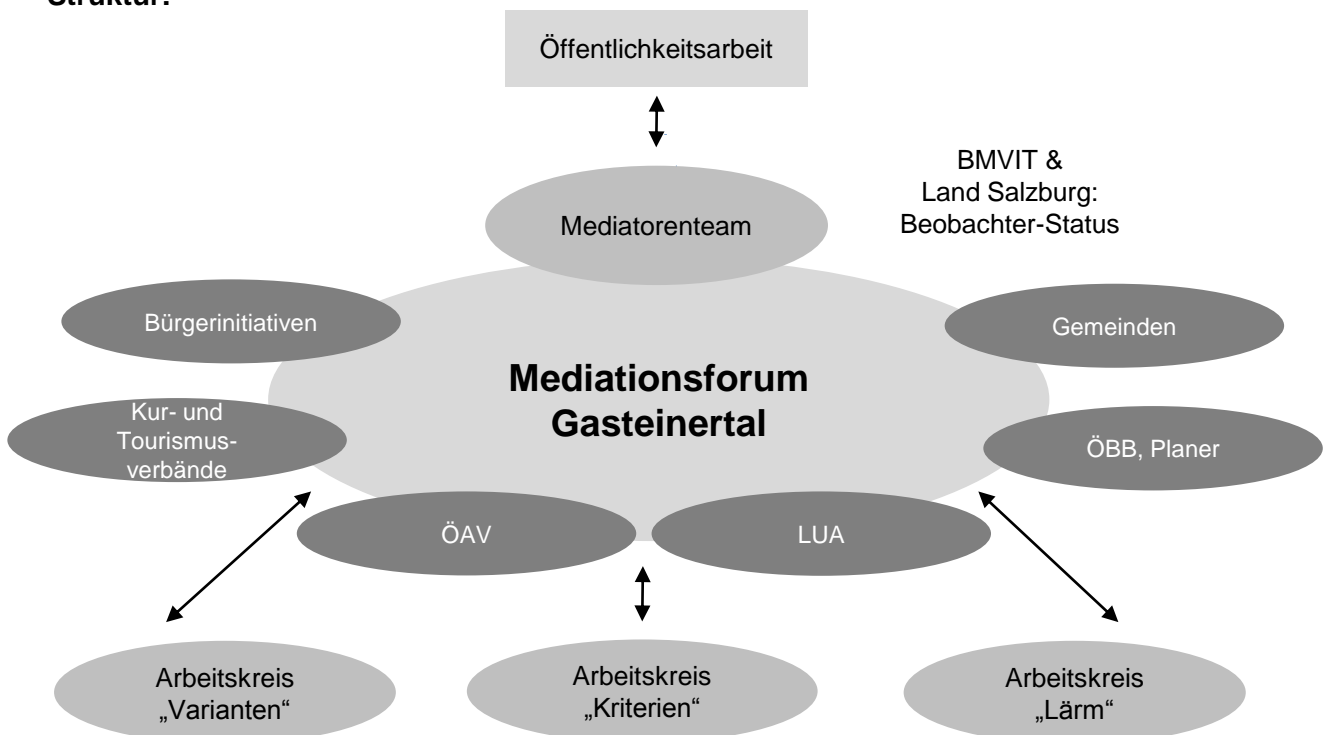 Struktur:
Öffentlichkeitsarbeit
BMVIT &
Land Salzburg:
Beobachter-Status
Mediatorenteam
Bürgerinitiativen
Gemeinden
Mediationsforum
Gasteinertal
Kur- und
Tourismus-
verbände
ÖBB, Planer
ÖAV
LUA
Arbeitskreis
„Varianten“
Arbeitskreis
„Kriterien“
Arbeitskreis
„Lärm“